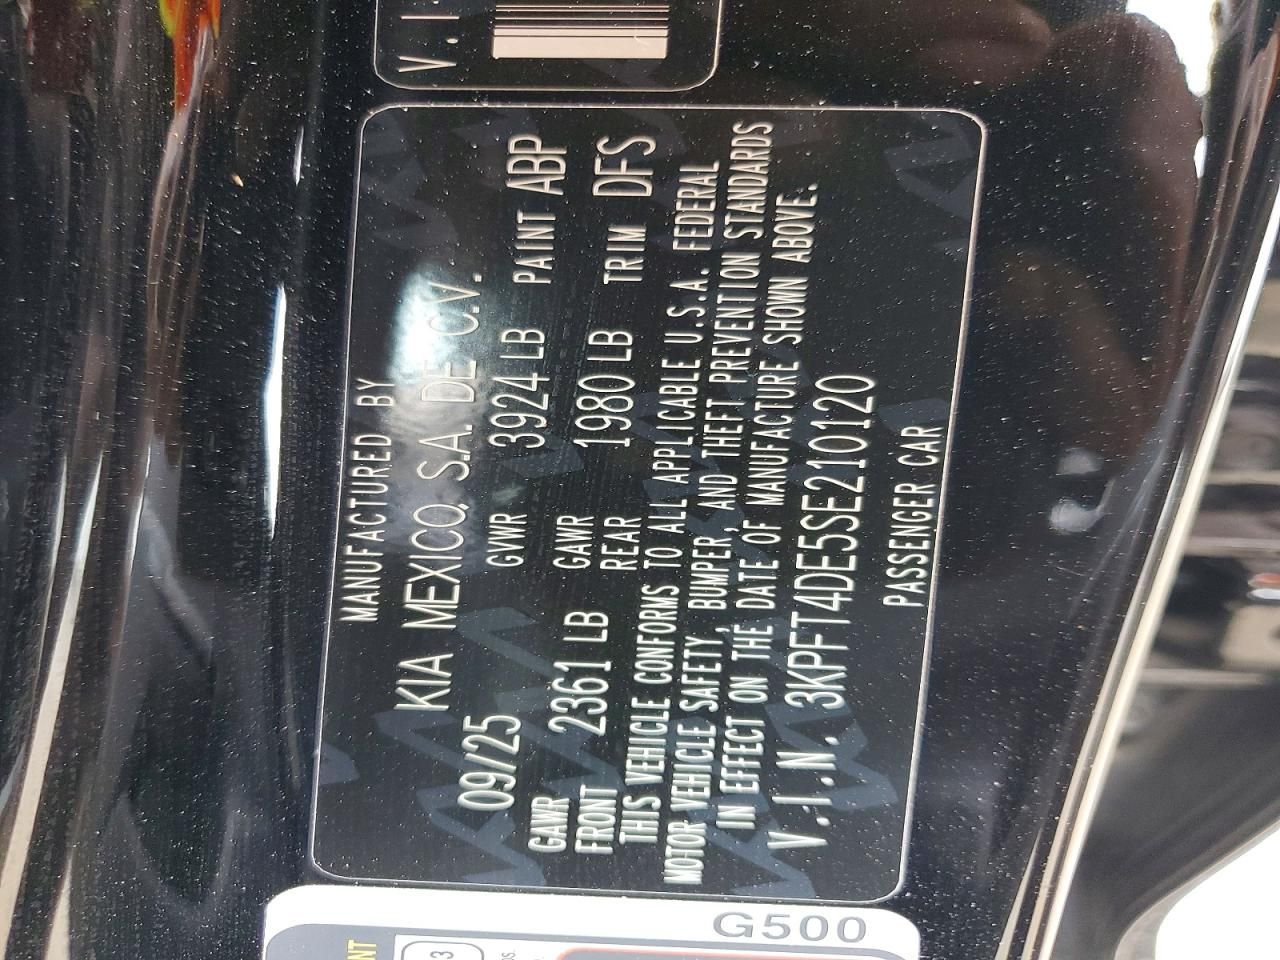 V.I
MANUFACTURED BY
KIA MEXICO, S.A. DE C.V.
09/25 GVWR 3924 LB PAINT ABP
GAWR FRONT 2361 LB GAWR REAR 1980 LB TRIM DFS
THIS VEHICLE CONFORMS TO ALL APPLICABLE U.S.A. FEDERAL
MOTOR VEHICLE SAFETY, BUMPER, AND THEFT PREVENTION STANDARDS
IN EFFECT ON THE DATE OF MANUFACTURE SHOWN ABOVE.
V.I.N. 3KPFT4DE5SE210120
PASSENGER CAR
G500
NT
3